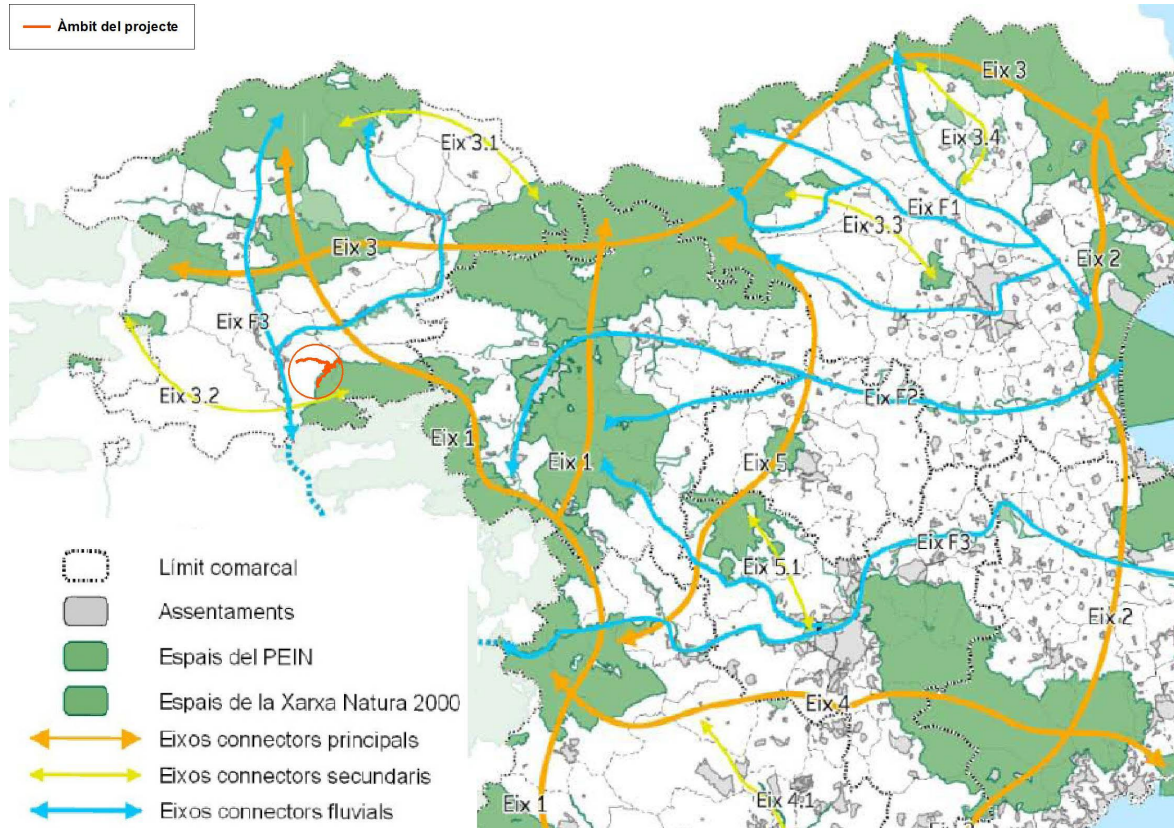 Àmbit del projecte
Eix 3
Eix 3.1
Eix 3.4
Eix F1
Eix 3.3
Eix 3
Eix 2
Eix F3
Eix 3.2
Eix F2
Eix 1
Eix 1
Eix 5
Eix F3
Eix 5.1
Eix 2
Eix 4
Eix 1
Eix 4.1
Límit comarcal
Assentaments
Espais del PEIN
Espais de la Xarxa Natura 2000
Eixos connectors principals
Eixos connectors secundaris
Eixos connectors fluvials